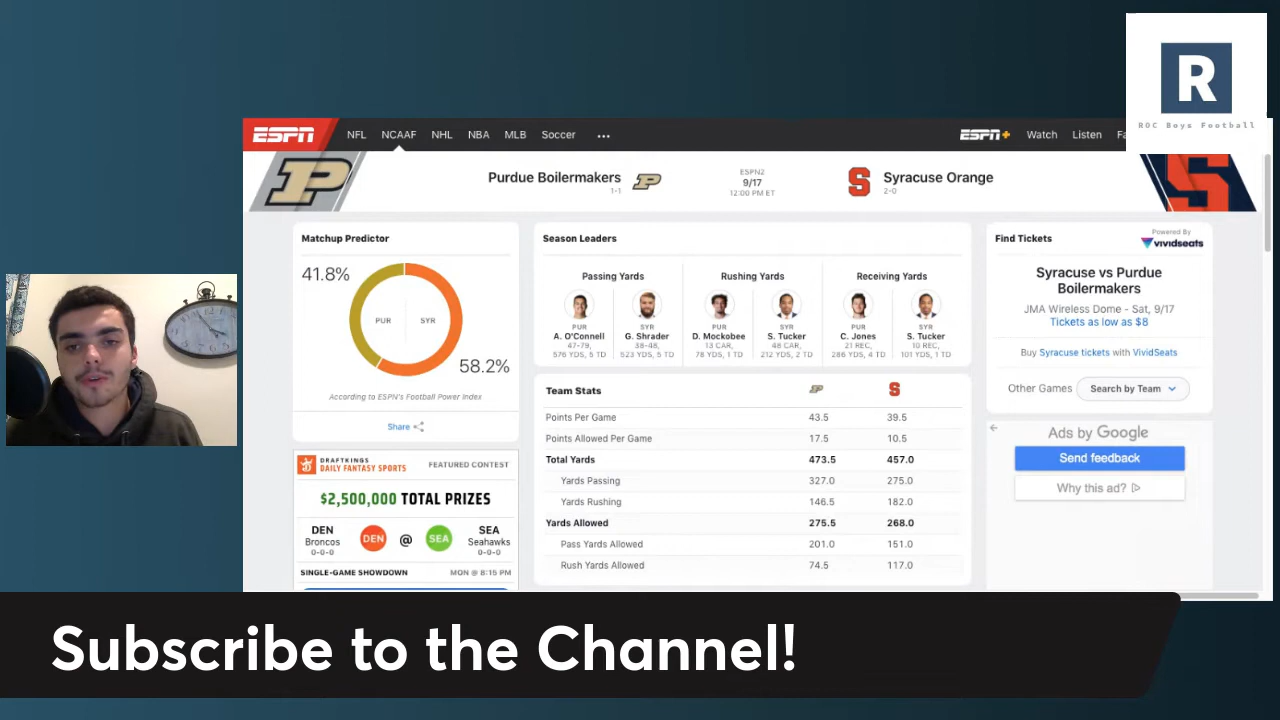 R
ROC Boys Football
ESPN NFL NCAAF NHL NBA MLB Soccer ... ESPN+ Watch Listen Fa
P
Purdue Boilermakers
1-1
P
ESPN2
9/17
12:00 PM ET
S
Syracuse Orange
2-0
S
Matchup Predictor
41.8%
PUR SYR
58.2%
According to ESPN's Football Power Index
Share
DRAFTKINGS
DAILY FANTASY SPORTS
FEATURED CONTEST
$2,500,000 TOTAL PRIZES
DEN DEN @ SEA SEA
Broncos Seahawks
0-0-0 0-0-0
SINGLE-GAME SHOWDOWN MON @ 8:15 PM
Season Leaders
Passing Yards Rushing Yards Receiving Yards
PUR SYR PUR SYR PUR SYR
A. O'Connell G. Shrader D. Mockobee S. Tucker C. Jones S. Tucker
47-79, 38-48, 13 CAR, 48 CAR, 21 REC, 10 REC,
576 YDS, 5 TD 523 YDS, 5 TD 78 YDS, 1 TD 212 YDS, 2 TD 286 YDS, 4 TD 101 YDS, 1 TD
Team Stats P S
Points Per Game 43.5 39.5
Points Allowed Per Game 17.5 10.5
Total Yards 473.5 457.0
Yards Passing 327.0 275.0
Yards Rushing 146.5 182.0
Yards Allowed 275.5 268.0
Pass Yards Allowed 201.0 151.0
Rush Yards Allowed 74.5 117.0
Find Tickets
Powered By
vividseats
Syracuse vs Purdue
Boilermakers
JMA Wireless Dome - Sat, 9/17
Tickets as low as $8
Buy Syracuse tickets with VividSeats
Other Games Search by Team
Ads by Google
Send feedback
Why this ad?
Subscribe to the Channel!